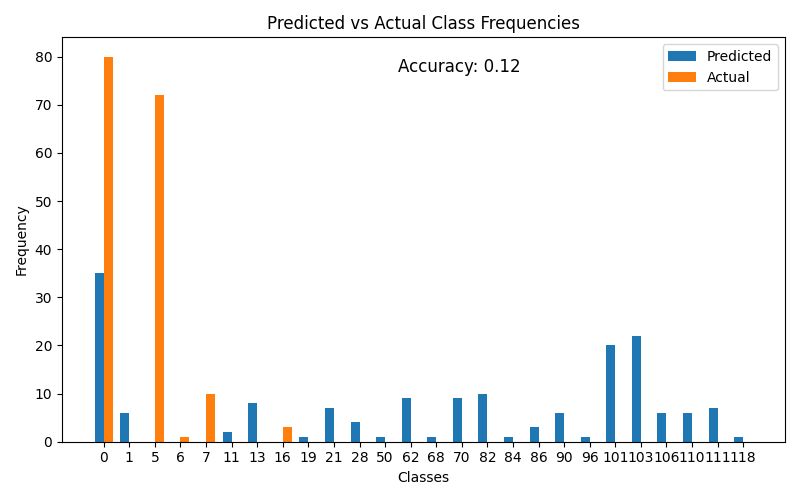 Predicted vs Actual Class Frequencies
Accuracy: 0.12
Predicted
Actual
Frequency
80
70
60
50
40
30
20
10
0
0 1 5 6 7 11 13 16 19 21 28 50 62 68 70 82 84 86 90 96 101 103 106 110 111 118
Classes